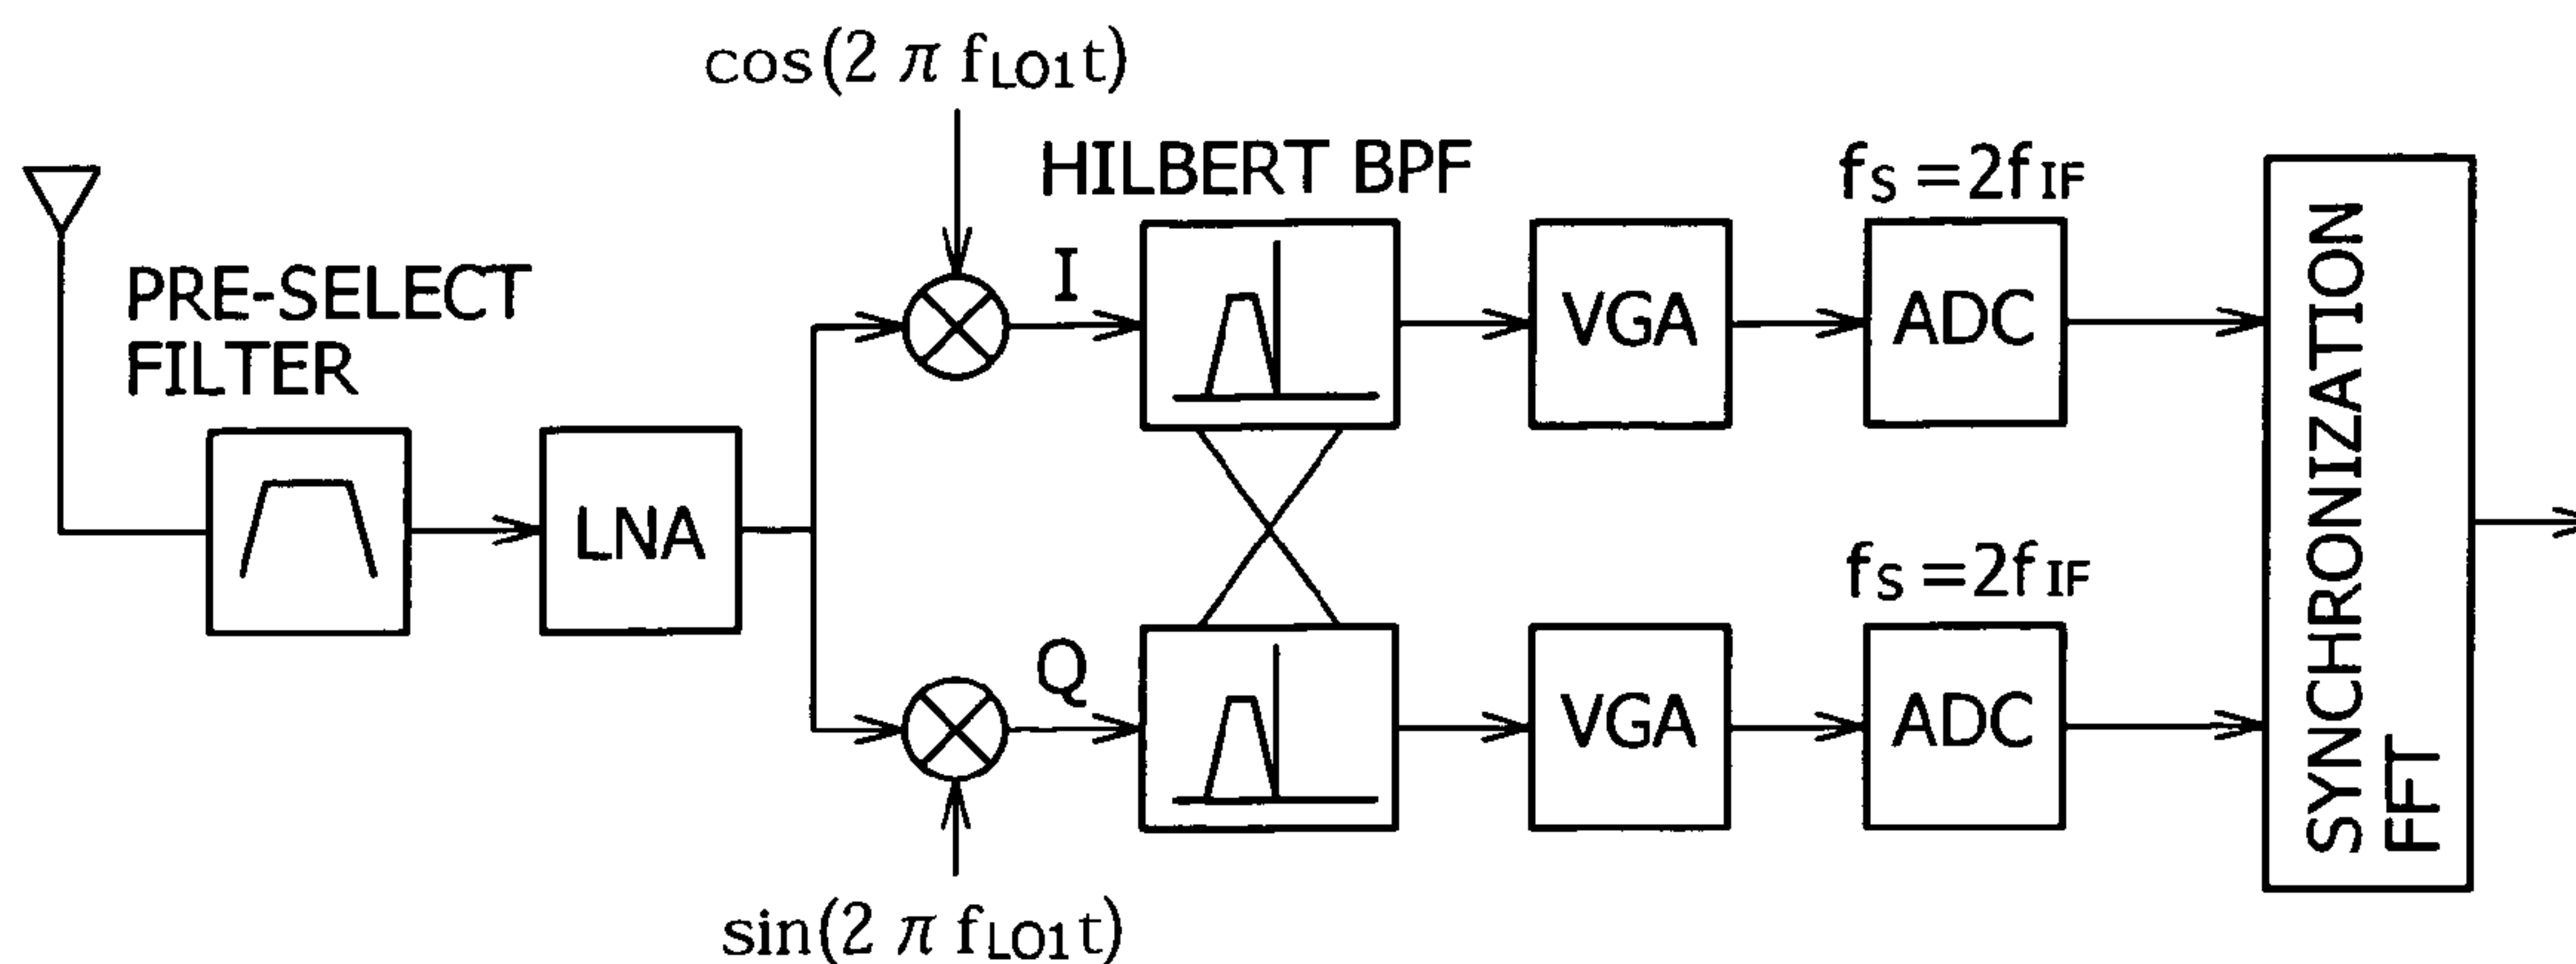 cos(2 π fLO1t)
HILBERT BPF
fS =2fIF
I
PRE-SELECT
FILTER
VGA
ADC
LNA
SYNCHRONIZATION
FFT
fS =2fIF
Q
VGA
ADC
sin(2 π fLO1t)